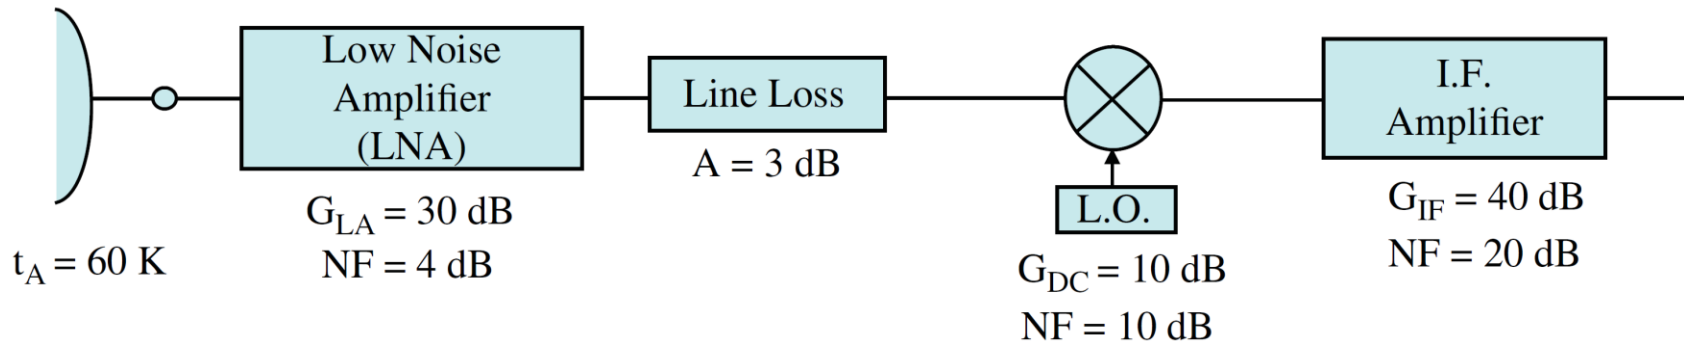 Low Noise
Amplifier
(LNA)
Line Loss
I.F.
Amplifier
A = 3 dB
L.O.
G_LA = 30 dB
NF = 4 dB
t_A = 60 K
G_DC = 10 dB
NF = 10 dB
G_IF = 40 dB
NF = 20 dB